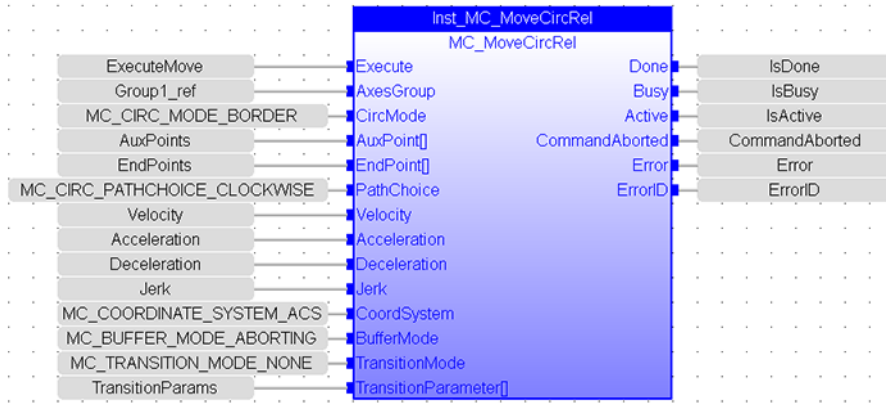 Inst_MC_MoveCircRel
MC_MoveCircRel
ExecuteMove Execute Done IsDone
Group1_ref AxesGroup Busy IsBusy
MC_CIRC_MODE_BORDER CircMode Active IsActive
AuxPoints AuxPoint[] CommandAborted CommandAborted
EndPoints EndPoint[] Error Error
MC_CIRC_PATHCHOICE_CLOCKWISE PathChoice ErrorID ErrorID
Velocity Velocity
Acceleration Acceleration
Deceleration Deceleration
Jerk Jerk
MC_COORDINATE_SYSTEM_ACS CoordSystem
MC_BUFFER_MODE_ABORTING BufferMode
MC_TRANSITION_MODE_NONE TransitionMode
TransitionParams TransitionParameter[]